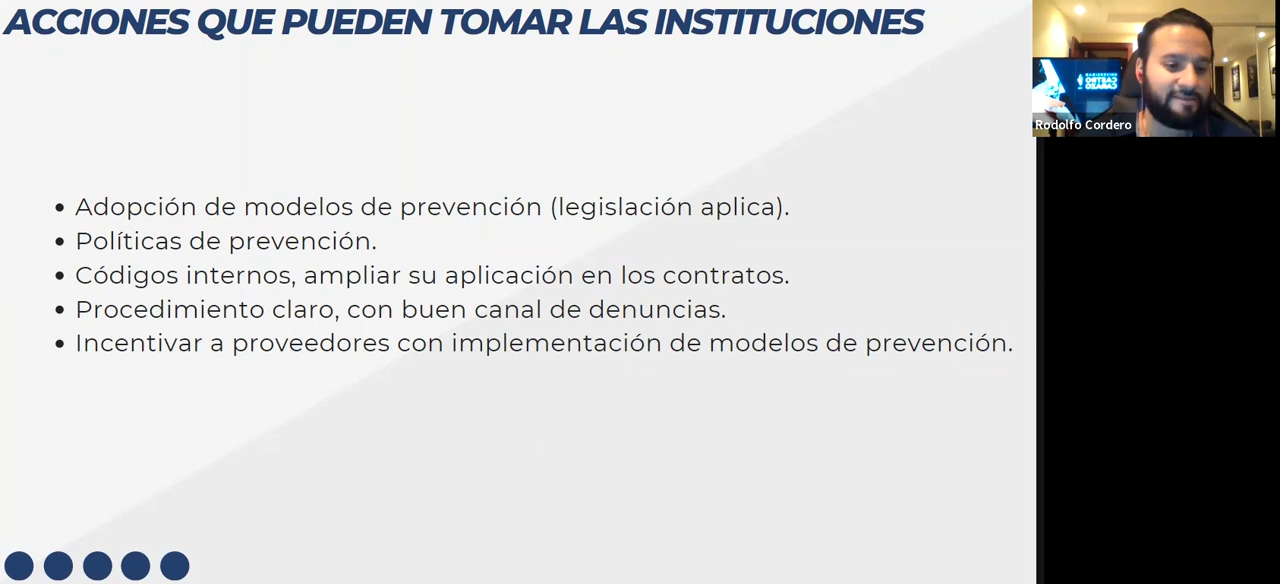 ACCIONES QUE PUEDEN TOMAR LAS INSTITUCIONES
Adopción de modelos de prevención (legislación aplica).
Políticas de prevención.
Códigos internos, ampliar su aplicación en los contratos.
Procedimiento claro, con buen canal de denuncias.
Incentivar a proveedores con implementación de modelos de prevención.
Rodolfo Cordero